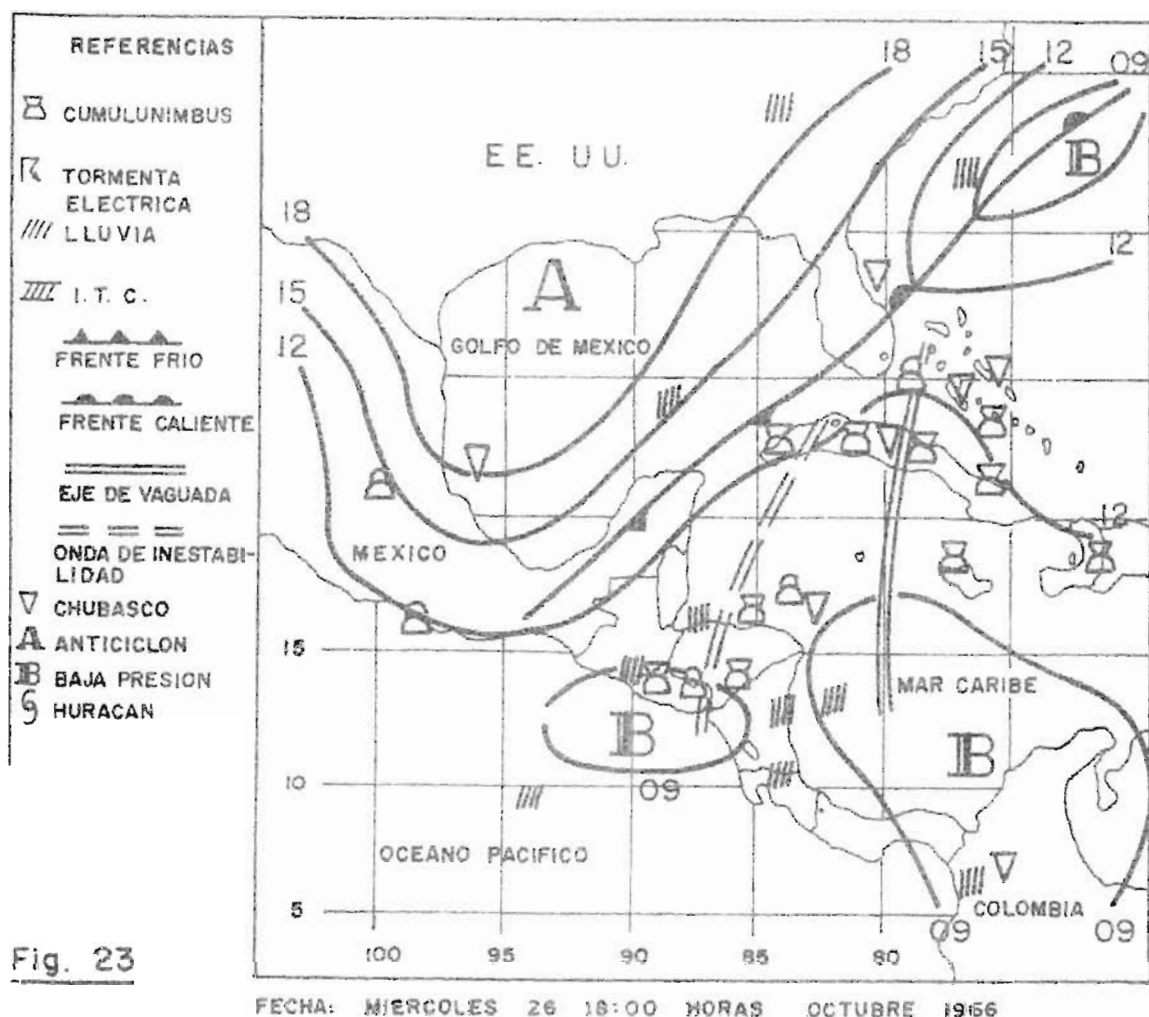 REFERENCIAS
CUMULUNIMBUS
TORMENTA
ELECTRICA
LLUVIA
I. T. C.
FRENTE FRIO
FRENTE CALIENTE
EJE DE VAGUADA
ONDA DE INESTABI-
LIDAD
CHUBASCO
A ANTICICLON
B BAJA PRESION
HURACAN
18 15 12 09
EE. UU.
B
18
12
15
A
GOLFO DE MEXICO
12
12
MEXICO
15
MAR CARIBE
B
B
10
09
OCEANO PACIFICO
5
COLOMBIA
09 09
100 95 90 85 80
Fig. 23
FECHA: MIERCOLES 26 18:00 HORAS OCTUBRE 1966